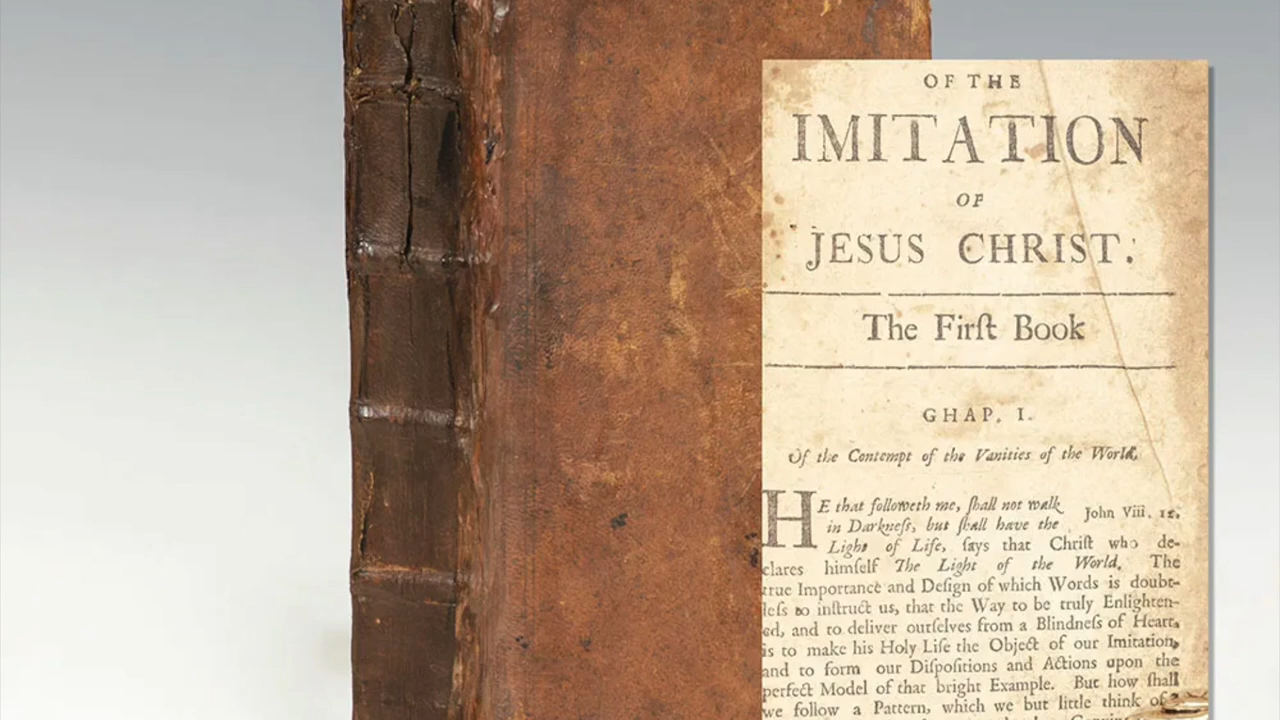 OF THE
IMITATION
OF
JESUS CHRIST:
The Firſt Book
GHAP. I.
Of the Contempt of the Vanities of the World.
HE that followeth me, ſhall not walk
in Darkneſs, but ſhall have the John Viii. 12.
Light of Life, ſays that Chriſt who de-
clares himſelf The Light of the World. The
true Importance and Deſign of which Words is doubt-
leſs to inſtruct us, that the Way to be truly Enlighten-
ed, and to deliver ourſelves from a Blindneſs of Heart,
is to make his Holy Life the Object of our Imitation,
and to form our Diſpoſitions and Actions upon the
perfect Model of that bright Example. But how ſhall
we follow a Pattern, which we but little think of?